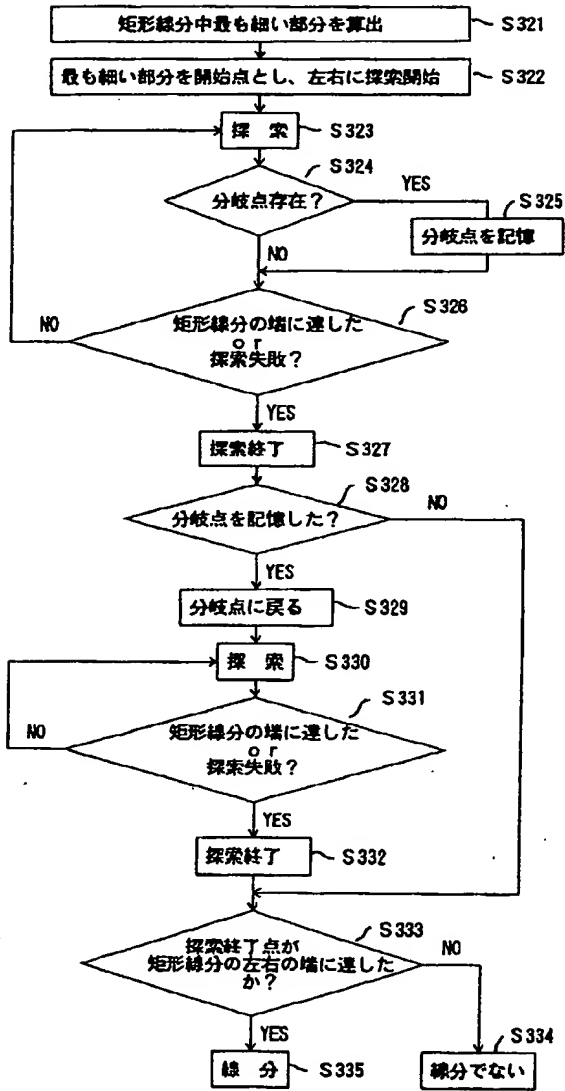 矩形線分中最も細い部分を算出
S321
最も細い部分を開始点とし、左右に探索開始
S322
探 索
S323
S324
分岐点存在？
YES
S325
分岐点を記憶
NO
S326
矩形線分の端に達した
or
探索失敗？
NO
YES
探索終了
S327
S328
分岐点を記憶した？
NO
YES
分岐点に戻る
S329
探 索
S330
S331
矩形線分の端に達した
or
探索失敗？
NO
YES
探索終了
S332
S333
探索終了点が
矩形線分の左右の端に達した
か？
NO
YES
S334
線 分
S335
線分でない